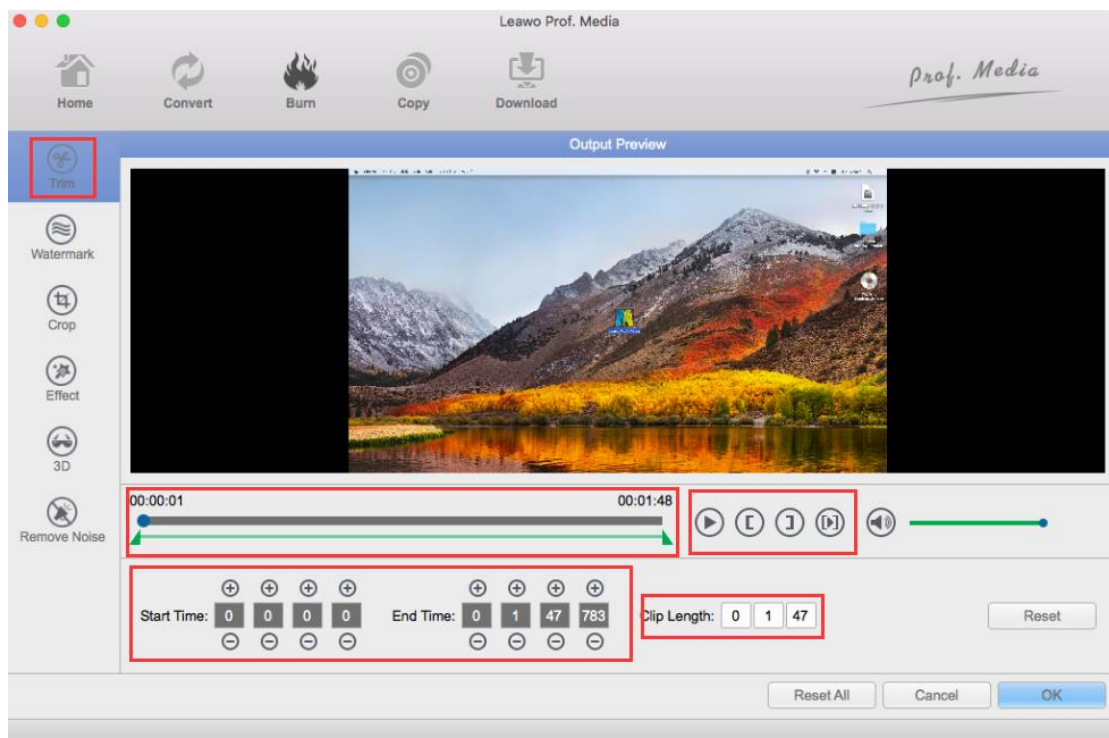 Leawo Prof. Media
Home Convert Burn Copy Download
Prof. Media
Output Preview
Trim
Watermark
Crop
Effect
3D
Remove Noise
00:00:01 00:01:48
Start Time: 0 0 0 0 End Time: 0 1 47 783 Clip Length: 0 1 47 Reset
Reset All Cancel OK